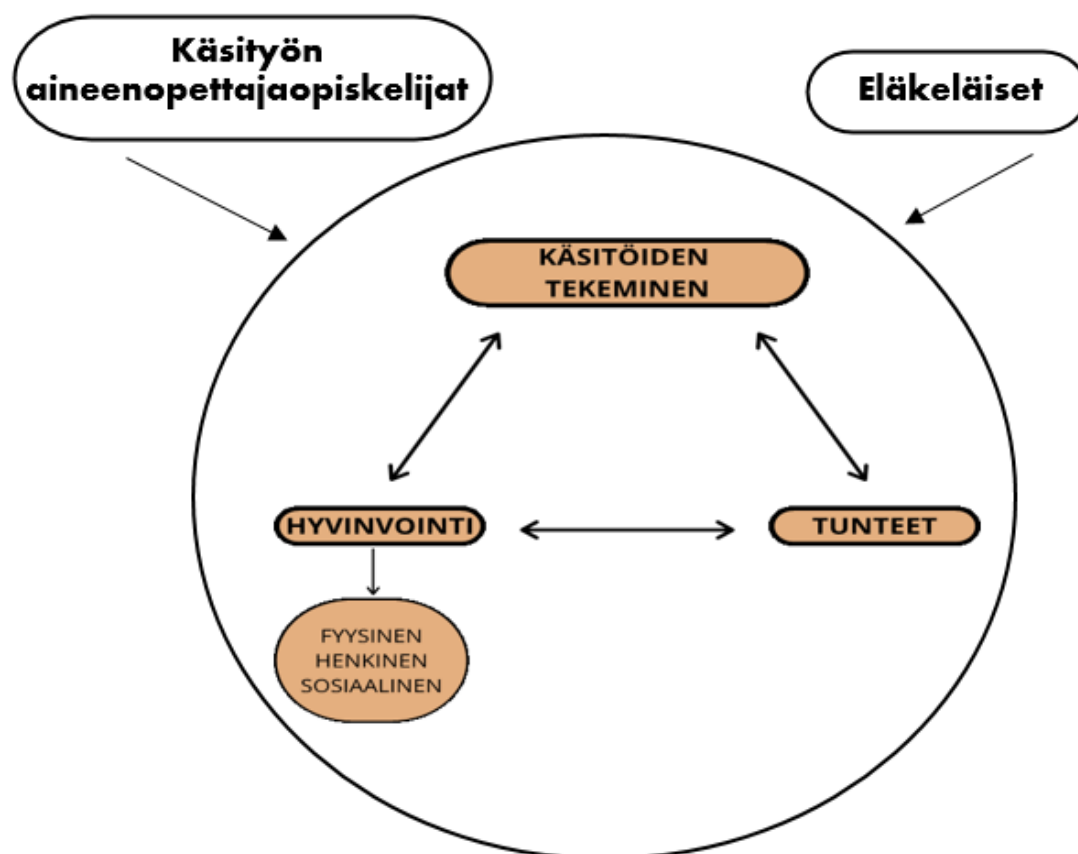 Käsityön
aineenopettajaopiskelijat
Eläkeläiset
KÄSITÖIDEN
TEKEMINEN
HYVINVOINTI
TUNTEET
FYYSINEN
HENKINEN
SOSIAALINEN